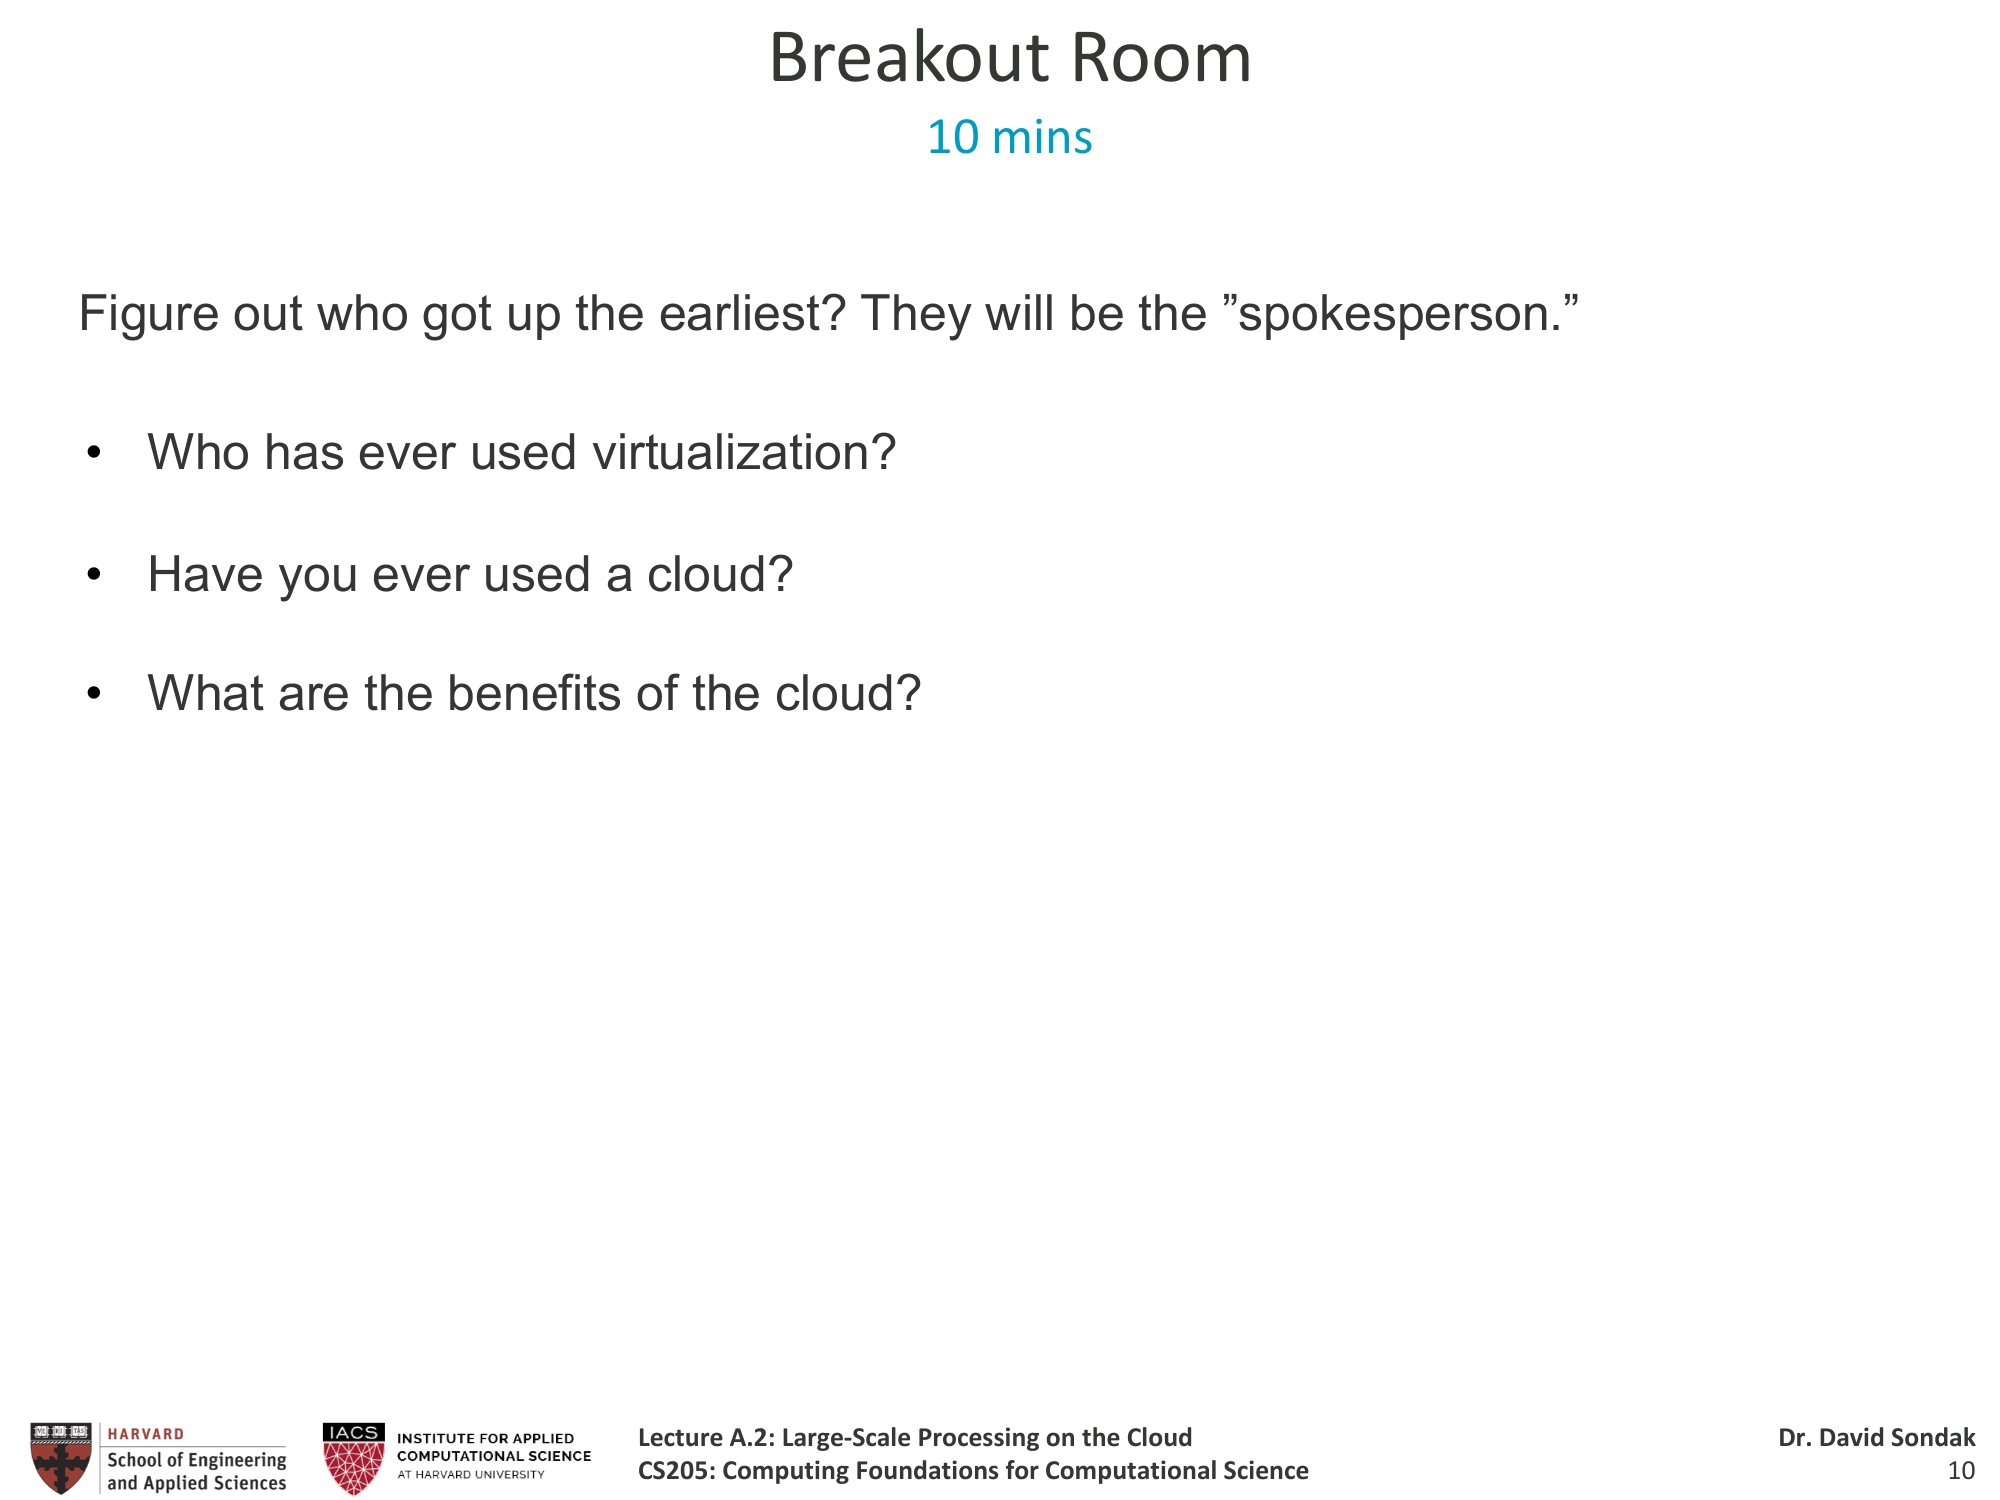 Breakout Room
10 mins
Figure out who got up the earliest? They will be the ”spokesperson.”
• Who has ever used virtualization?
• Have you ever used a cloud?
• What are the benefits of the cloud?
HARVARD
School of Engineering
and Applied Sciences
IACS
INSTITUTE FOR APPLIED
COMPUTATIONAL SCIENCE
AT HARVARD UNIVERSITY
Lecture A.2: Large-Scale Processing on the Cloud
CS205: Computing Foundations for Computational Science
Dr. David Sondak
10